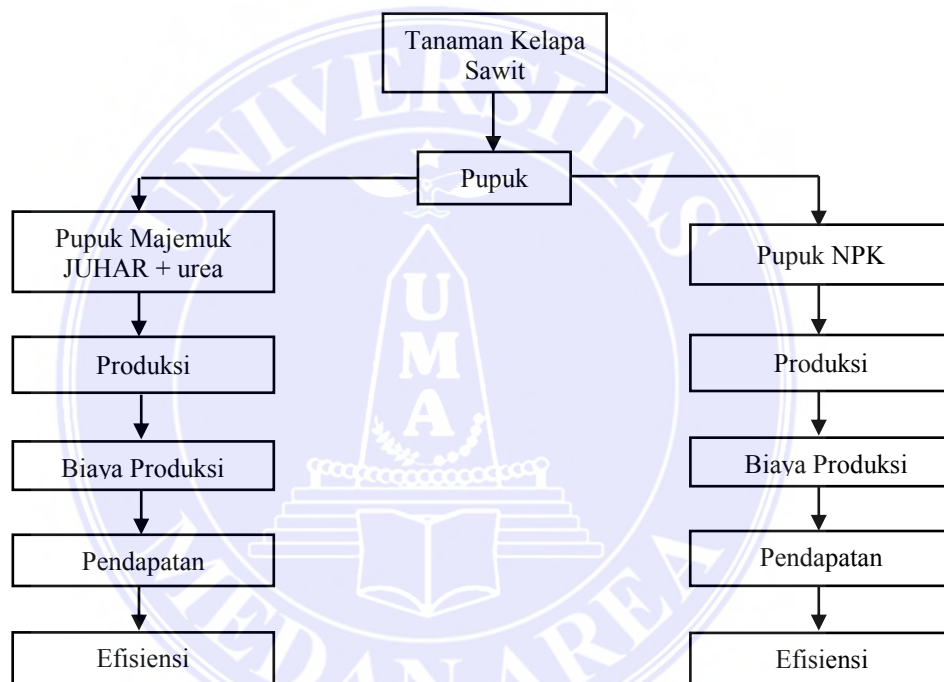 Tanaman Kelapa
Sawit
Pupuk
Pupuk Majemuk
JUHAR + urea
Pupuk NPK
Produksi
Produksi
Biaya Produksi
Biaya Produksi
Pendapatan
Pendapatan
Efisiensi
Efisiensi
UNIVERSITAS
UMA
MEDAN AREA